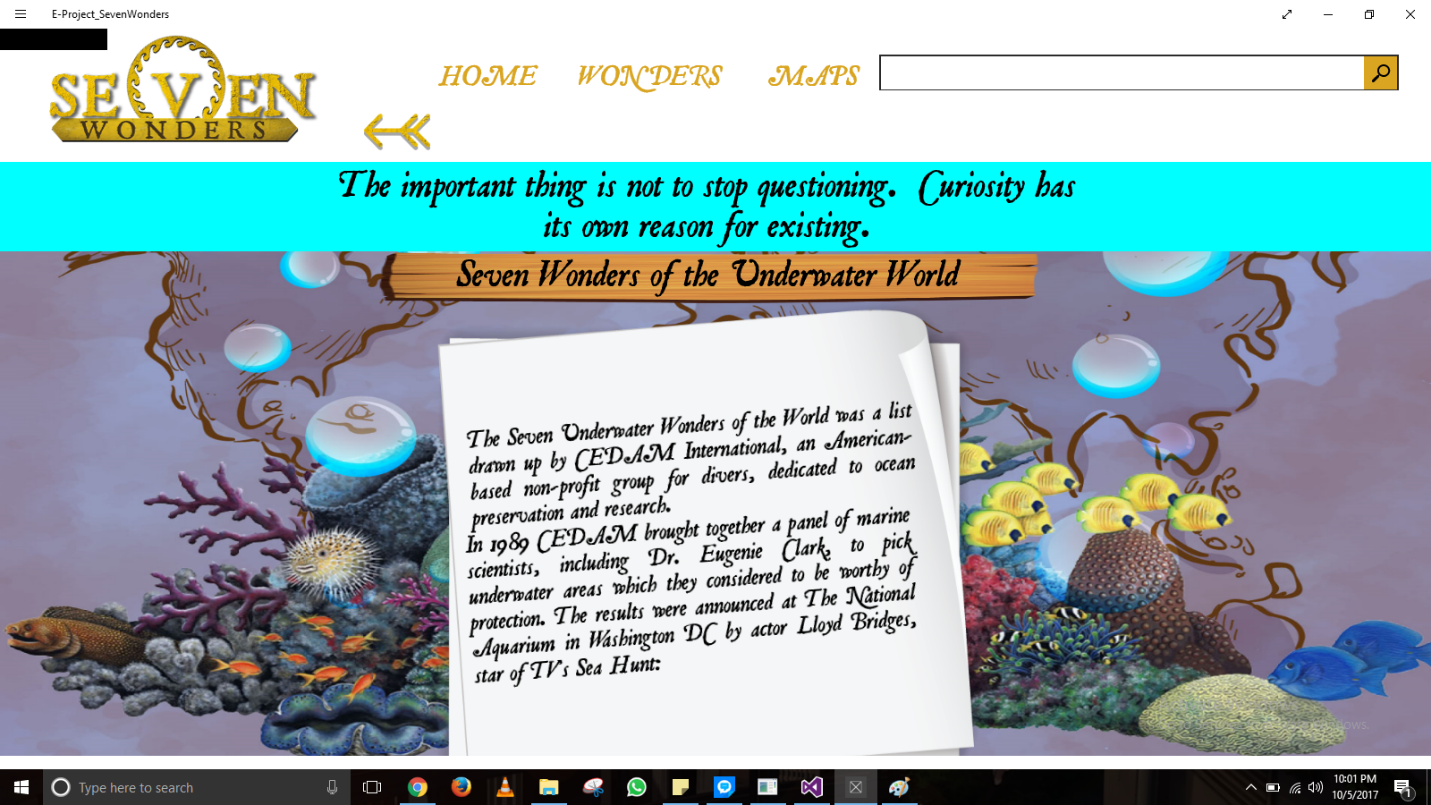 E-Project_SevenWonders
SEVEN
WONDERS
HOME WONDERS MAPS
The important thing is not to stop questioning. Curiosity has
its own reason for existing.
Seven Wonders of the Underwater World
The Seven Underwater Wonders of the World was a list
drawn up by CEDAM International, an American-
based non-profit group for divers, dedicated to ocean
preservation and research.
In 1989 CEDAM brought together a panel of marine
scientists, including Dr. Eugenie Clark, to pick
underwater areas which they considered to be worthy of
protection. The results were announced at The National
Aquarium in Washington DC by actor Lloyd Bridges,
star of TV's Sea Hunt:
Type here to search
10:01 PM
10/5/2017
1